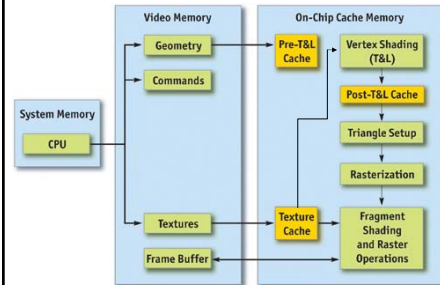 Video Memory
On-Chip Cache Memory
Geometry
Pre-T&L
Cache
Vertex Shading
(T&L)
Commands
Post-T&L Cache
System Memory
CPU
Triangle Setup
Rasterization
Textures
Texture
Cache
Fragment
Shading
and Raster
Operations
Frame Buffer